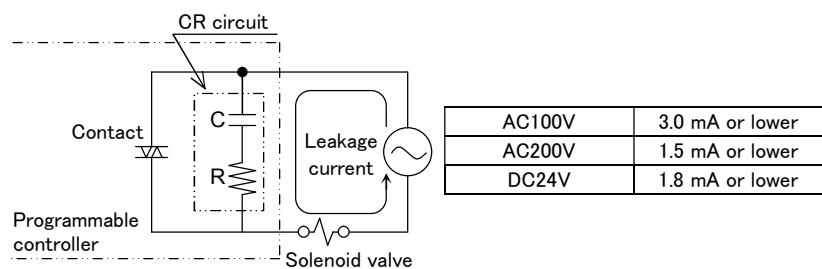 CR circuit
Contact
C
R
Leakage
current
Programmable
controller
Solenoid valve
AC100V 3.0 mA or lower
AC200V 1.5 mA or lower
DC24V 1.8 mA or lower